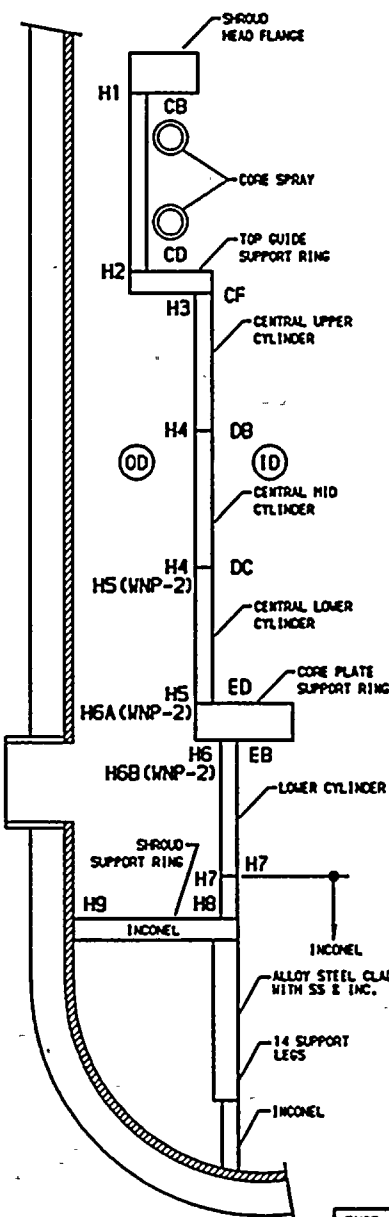 SHROUD
HEAD FLANGE
H1
CB
CORE SPRAY
CD
TOP GUIDE
SUPPORT RING
H2
CF
H3
CENTRAL UPPER
CYLINDER
H4
DB
OD
ID
CENTRAL MID
CYLINDER
H4
DC
H5(WNP-2)
CENTRAL LOWER
CYLINDER
H5
ED
CORE PLATE
SUPPORT RING
H6A(WNP-2)
H6
EB
H6B(WNP-2)
LOWER CYLINDER
SHROUD
SUPPORT RING
H7
H7
H9
H8
INCONEL
INCONEL
ALLOY STEEL CLAD
WITH SS & INC.
14 SUPPORT
LEGS
INCONEL